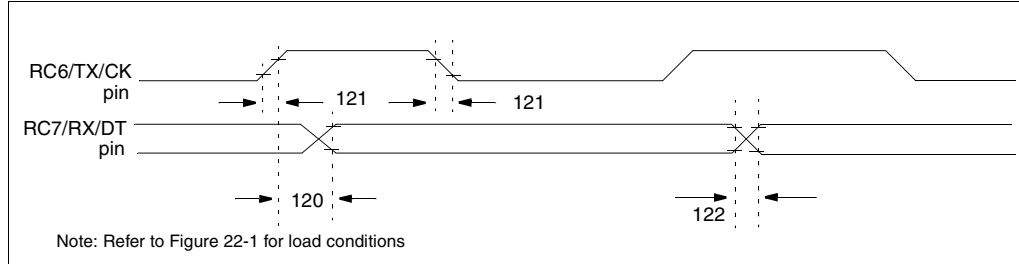 RC6/TX/CK
pin
121
121
RC7/RX/DT
pin
120
122
Note: Refer to Figure 22-1 for load conditions